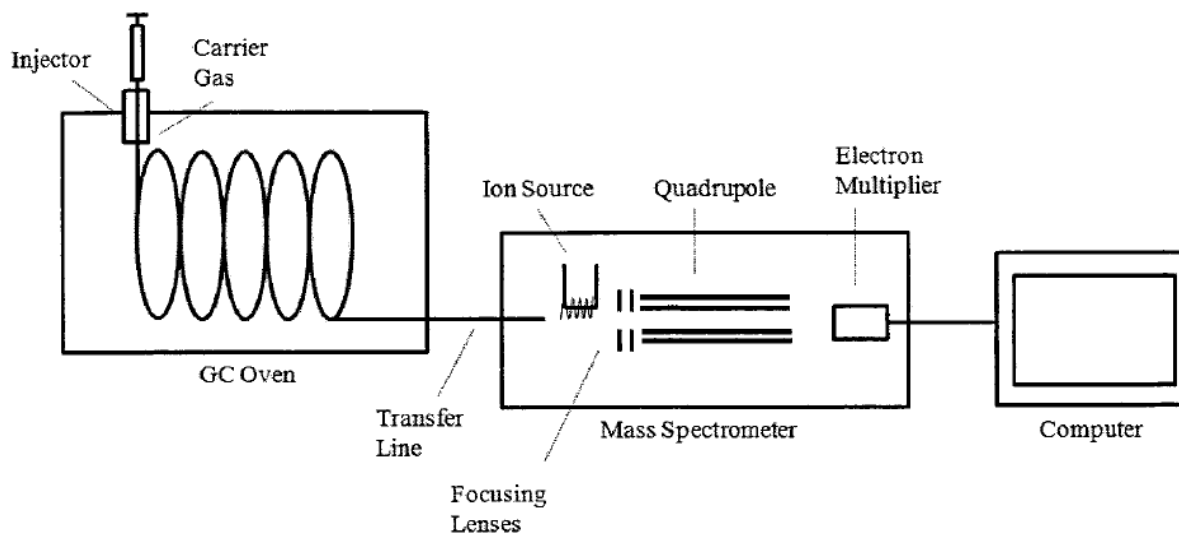 Injector
Carrier
Gas
Ion Source
Quadrupole
Electron
Multiplier
GC Oven
Transfer
Line
Mass Spectrometer
Computer
Focusing
Lenses